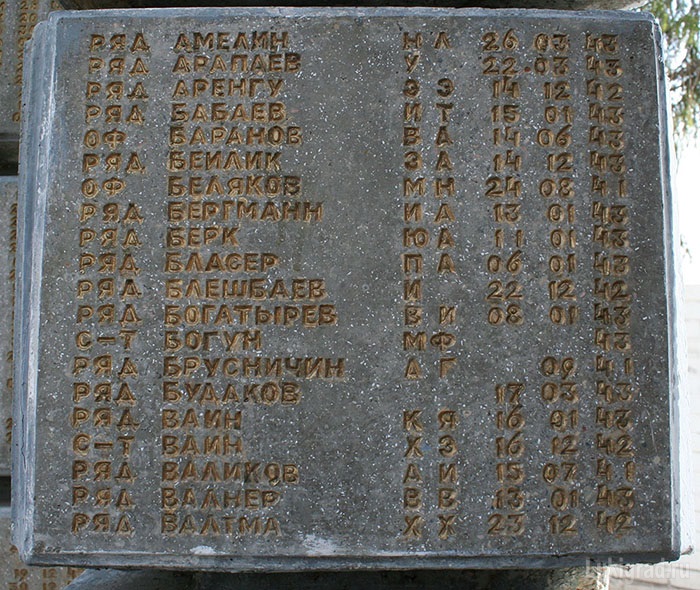 РЯД АМЕЛИН Н Л 26 03 43
РЯД АРАПАЕВ У 22.03 43
РЯД АРЕНГУ Э Э 14 12 42
РЯД БАБАЕВ И Т 15 01 43
ОФ БАРАНОВ В А 14 06 43
РЯД БЕИЛИК З А 14 12 43
ОФ БЕЛЯКОВ М Н 24 08 41
РЯД БЕРГМАНН И А 13 01 43
РЯД БЕРК Ю А 11 01 43
РЯД БЛАСЕР П А 06 01 43
РЯД БЛЕШБАЕВ И 22 12 42
РЯД БОГАТЫРЕВ В И 08 01 43
С-Т БОГУН М Ф 43
РЯД БРУСНИЧИН А Г 09 41
РЯД БУДАКОВ 17 03 43
РЯД ВАИН К Я 16 01 43
С-Т ВАИН Х З 16 12 42
РЯД ВАЛИКОВ А И 15 07 41
РЯД ВАЛНЕР В В 13 01 43
РЯД ВАЛТМА Х Х 23 12 42